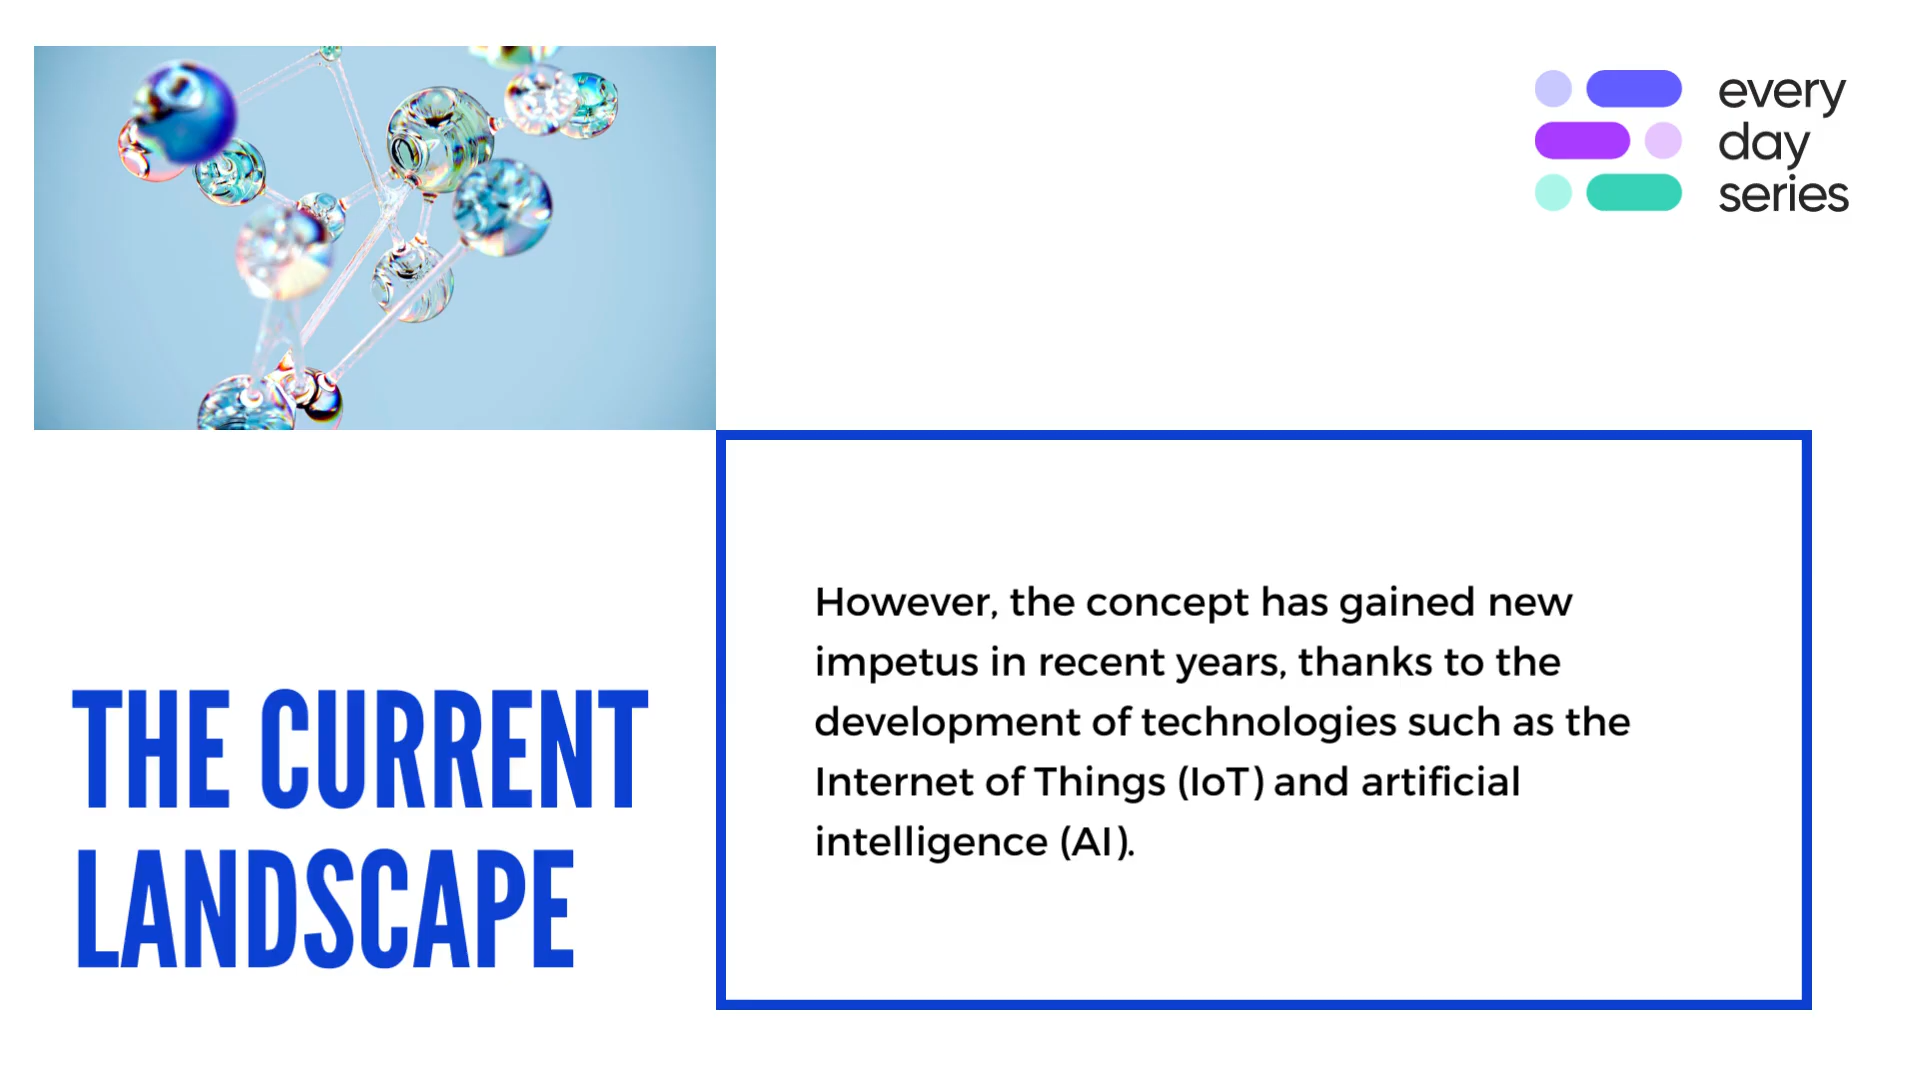 every
day
series
THE CURRENT
LANDSCAPE
However, the concept has gained new
impetus in recent years, thanks to the
development of technologies such as the
Internet of Things (IoT) and artificial
intelligence (AI).